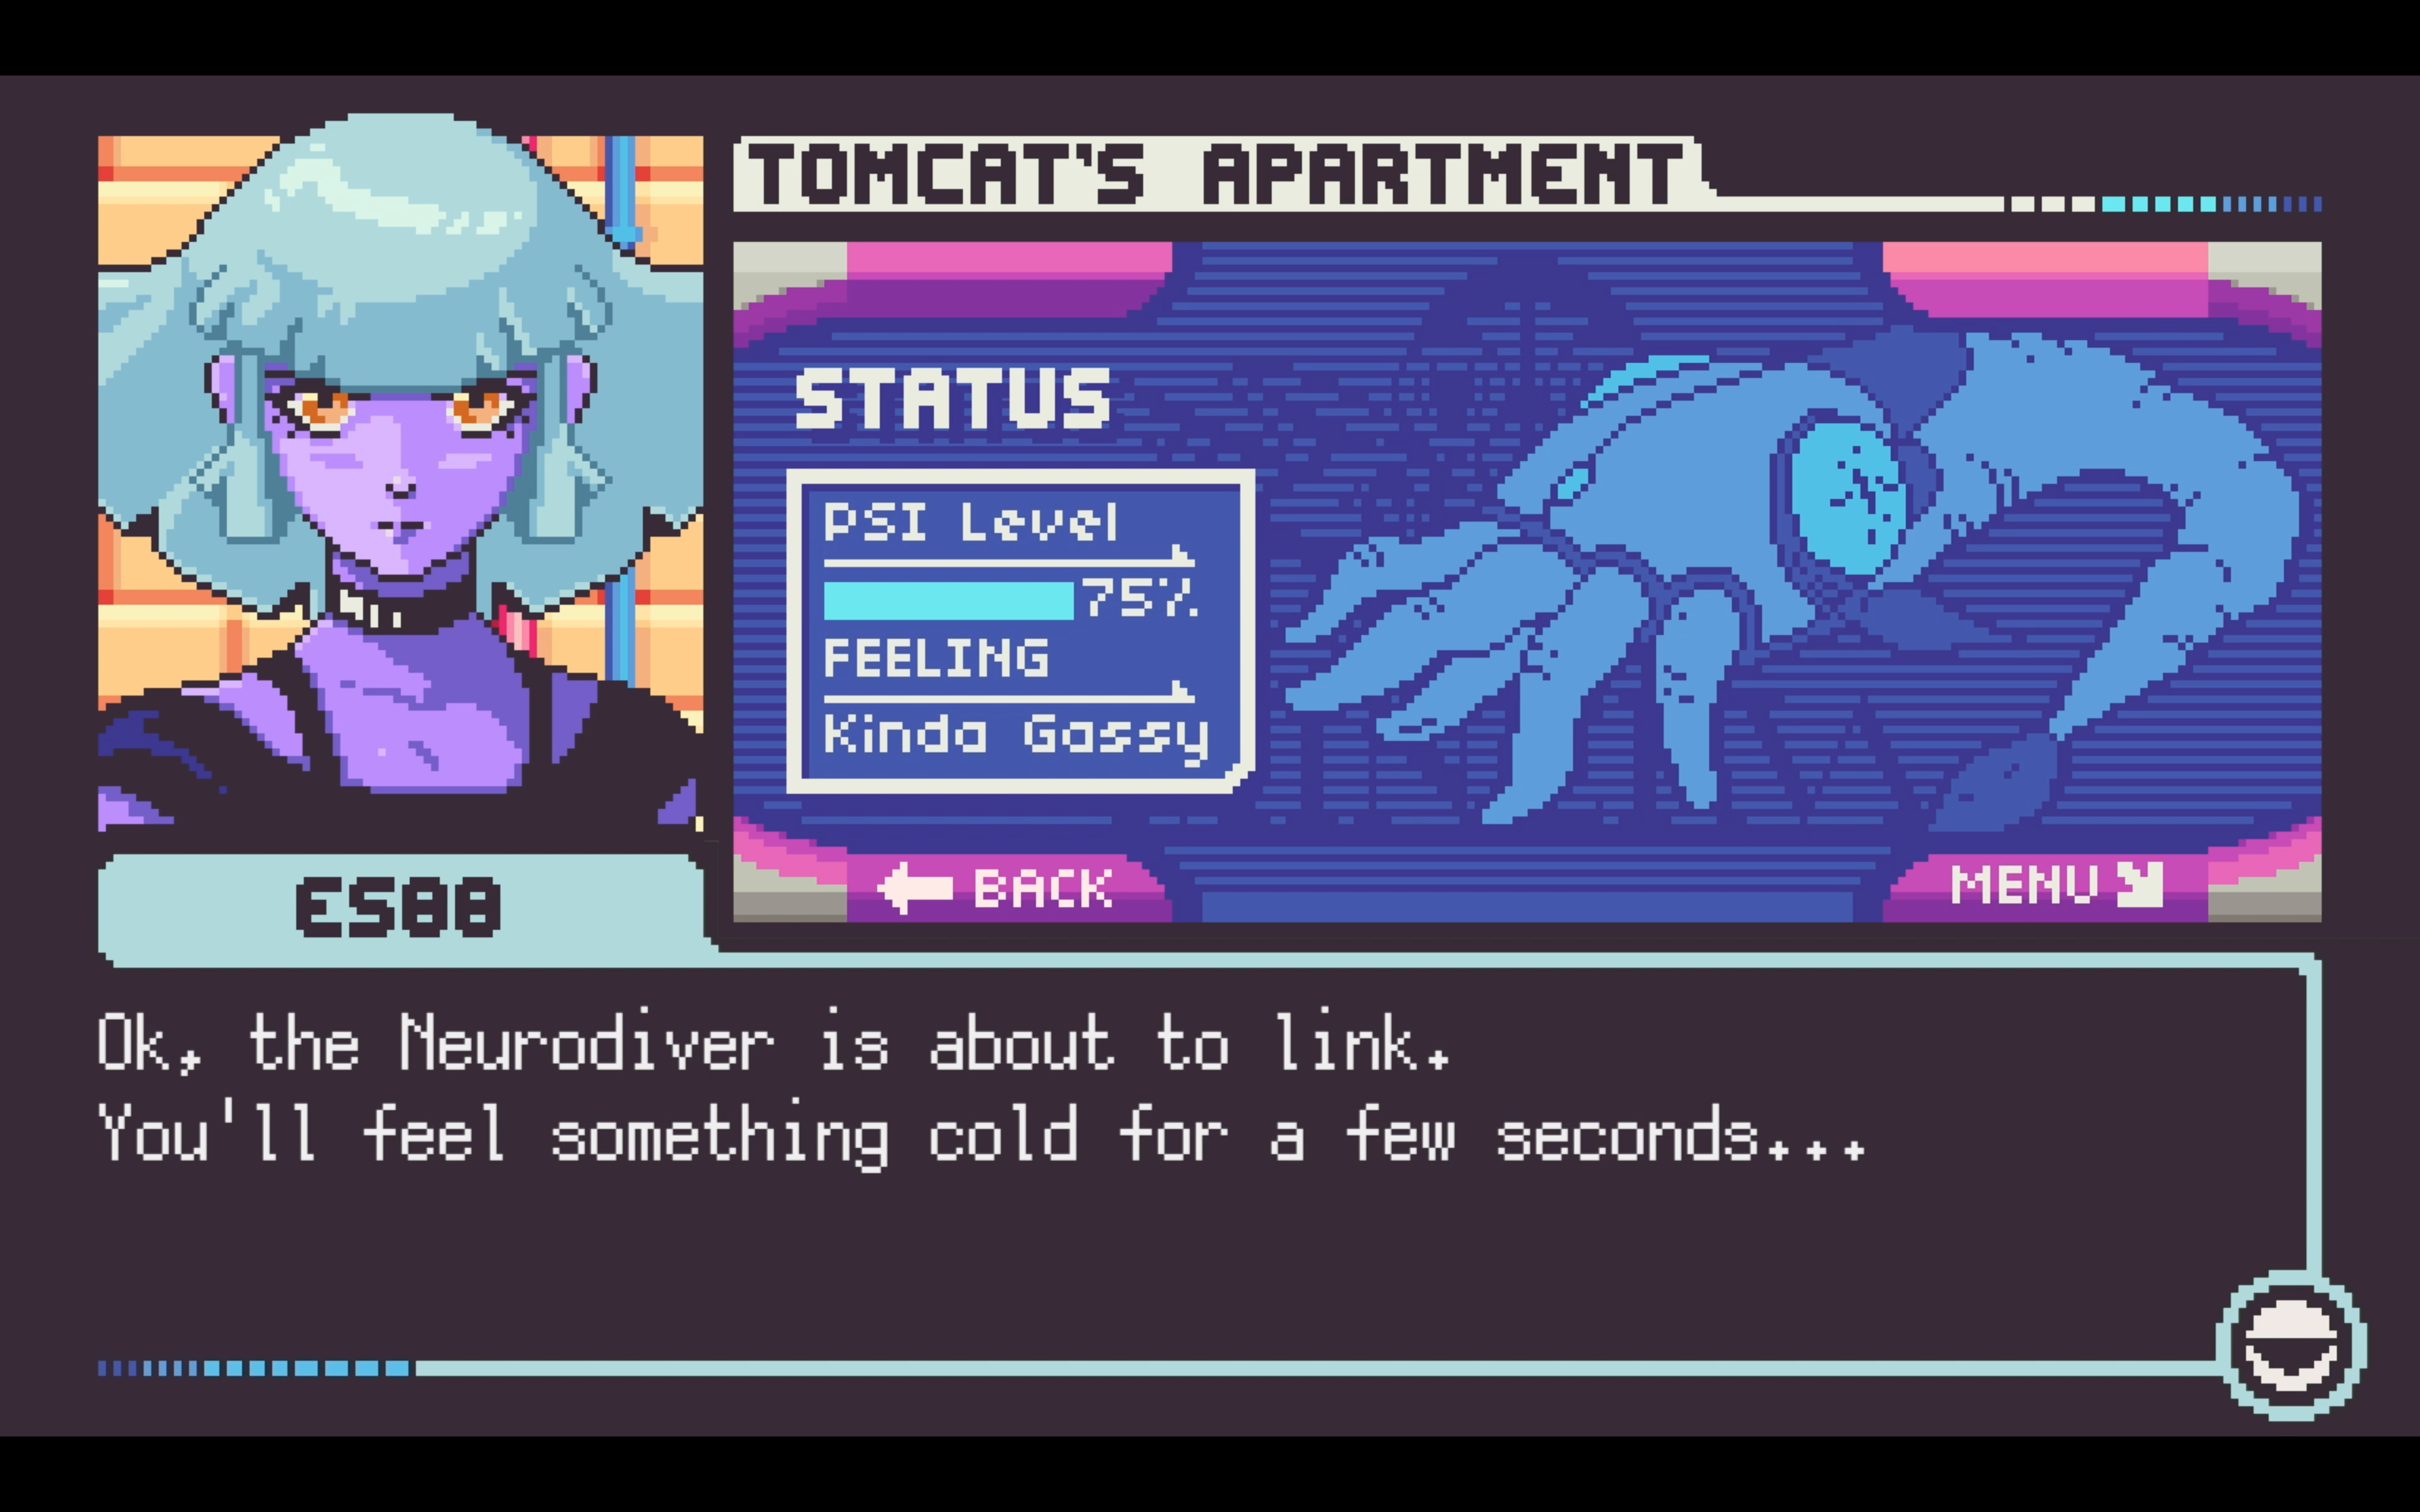 TOMCAT'S APARTMENT
STATUS
PSI Level
75%
FEELING
Kinda Gassy
BACK
MENU
ES88
Ok, the Neurodiver is about to link.
You'll feel something cold for a few seconds...